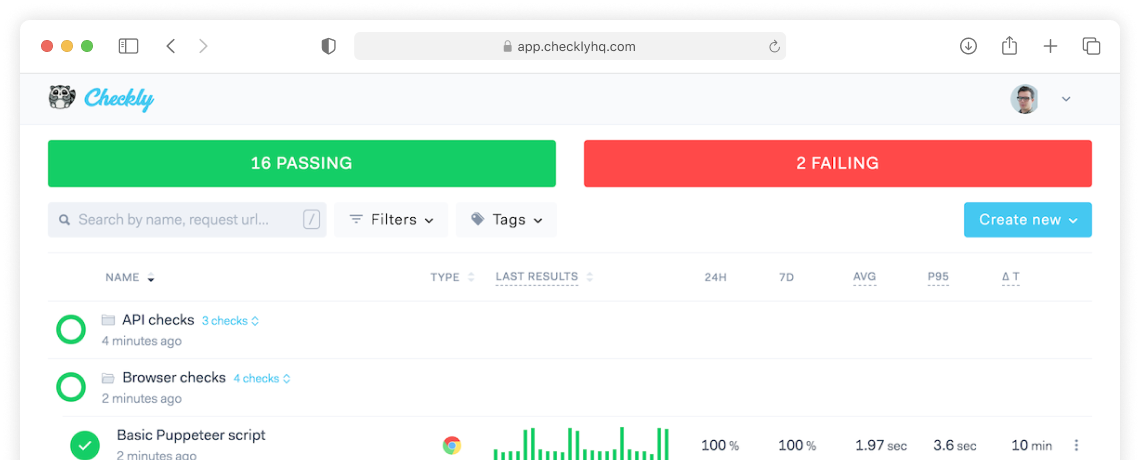 app.checklyhq.com
Checkly
16 PASSING
2 FAILING
Search by name, request url... /
Filters
Tags
Create new
NAME TYPE LAST RESULTS 24H 7D AVG P95 Δ T
API checks 3 checks
4 minutes ago
Browser checks 4 checks
2 minutes ago
Basic Puppeteer script 100 % 100 % 1.97 sec 3.6 sec 10 min
2 minutes ago